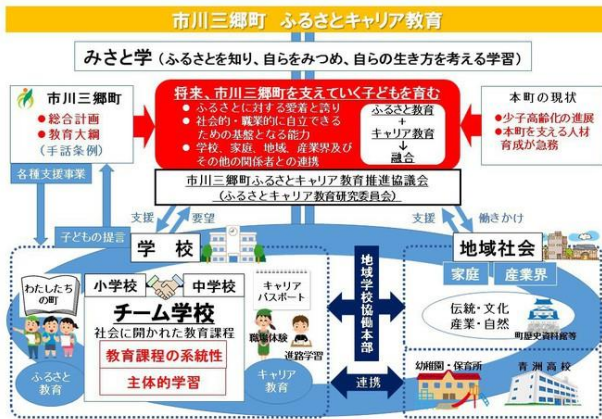 市川三郷町 ふるさとキャリア教育
みさと学（ふるさとを知り、自らをみつめ、自らの生き方を考える学習）
市川三郷町
●総合計画
●教育大綱
（手話条例）
将来、市川三郷町を支えていく子どもを育む
●ふるさとに対する愛着と誇り
●社会的・職業的に自立できる
ための基盤となる能力
●学校、家庭、地域、産業界及び
その他の関係者との連携
ふるさと教育
＋
キャリア教育
↓
融合
本町の現状
●少子高齢化の進展
●本町を支える人材
育成が急務
市川三郷町ふるさとキャリア教育推進協議会
（ふるさとキャリア教育研究委員会）
各種支援事業
子どもの提言
支援
要望
支援
働きかけ
学校
わたしたち
の町
ふるさと
教育
小学校
中学校
チーム学校
社会に開かれた教育課程
教育課程の系統性
主体的学習
キャリア
パスポート
職場体験
進路学習
キャリア
教育
地域学校協働本部
連携
地域社会
家庭
産業界
伝統・文化
産業・自然
町歴史資料館等
幼稚園・保育所
青洲高校